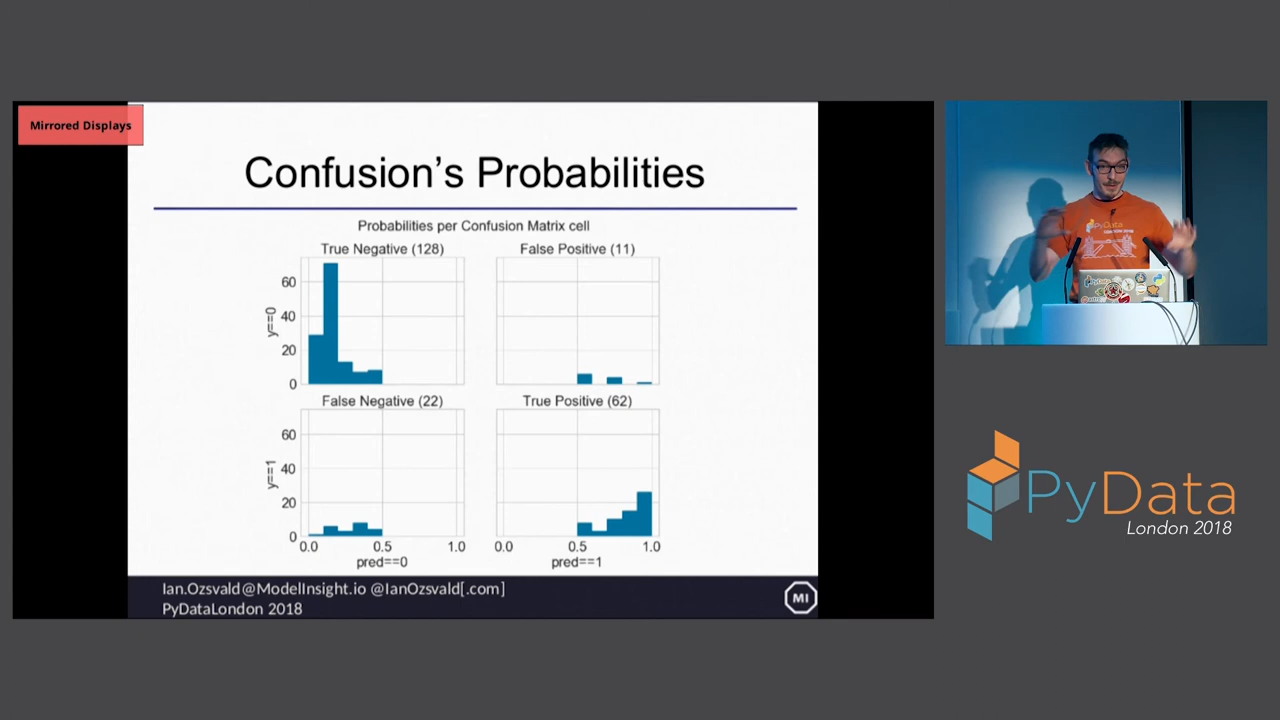 Mirrored Displays
Confusion's Probabilities
Probabilities per Confusion Matrix cell
True Negative (128)
False Positive (11)
60
40
20
0
y==0
False Negative (22)
True Positive (62)
60
40
20
0
y==1
0.0 0.5 1.0
0.0 0.5 1.0
pred==0
pred==1
Ian.Ozsvald@ModelInsight.io @IanOzsvald[.com]
PyDataLondon 2018
MI
PyData
PyData
London 2018